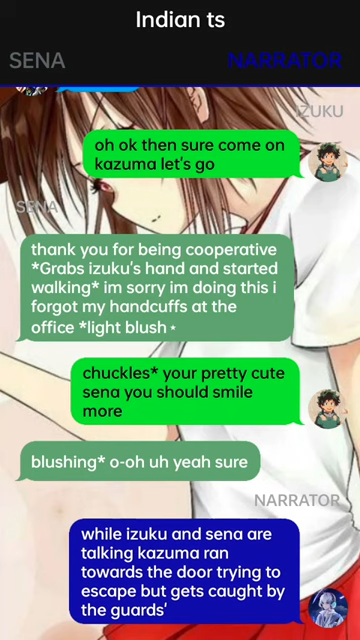 Indian ts
SENA
NARRATOR
IZUKU
oh ok then sure come on
kazuma let's go
SENA
thank you for being cooperative
*Grabs izuku's hand and started
walking* im sorry im doing this i
forgot my handcuffs at the
office *light blush *
chuckles* your pretty cute
sena you should smile
more
blushing* o-oh uh yeah sure
NARRATOR
while izuku and sena are
talking kazuma ran
towards the door trying to
escape but gets caught by
the guards'